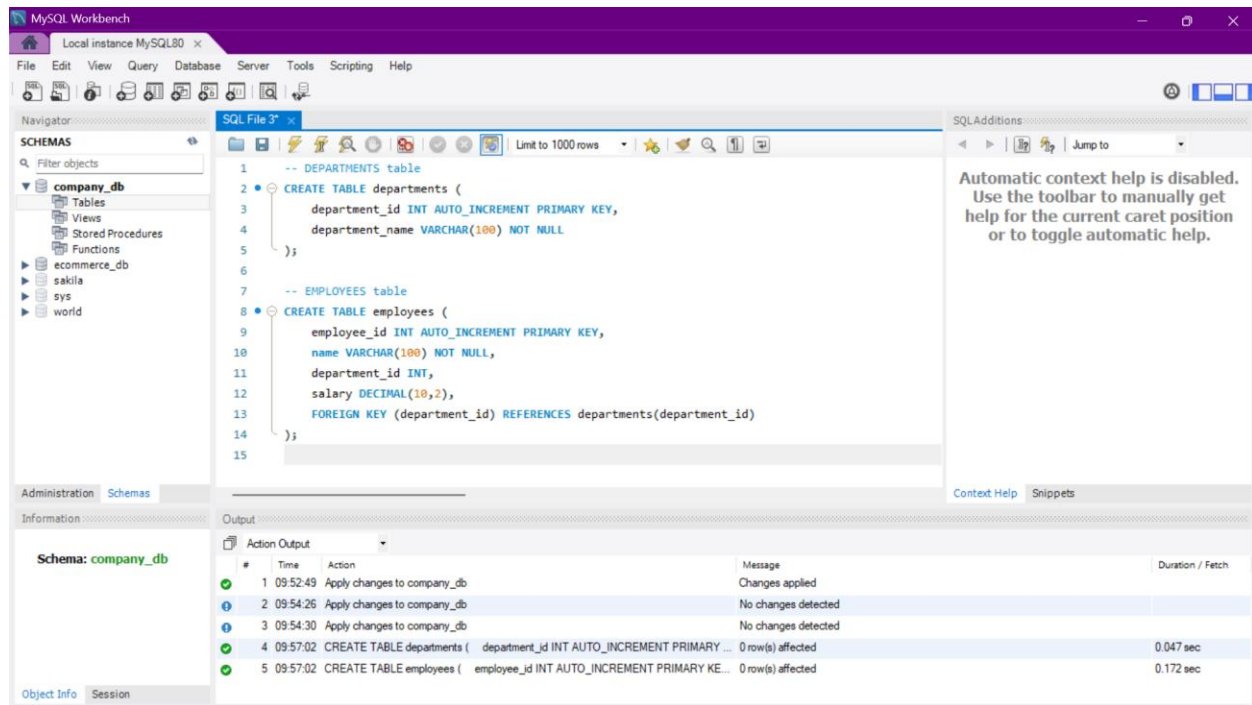 MySQL Workbench
Local instance MySQL80
File Edit View Query Database Server Tools Scripting Help
Navigator
SCHEMAS
Filter objects
company_db
Tables
Views
Stored Procedures
Functions
ecommerce_db
sakila
sys
world
Administration Schemas
Information
Schema: company_db
Object Info Session
SQL File 3*
Limit to 1000 rows
1 -- DEPARTMENTS table
2 CREATE TABLE departments (
3 department_id INT AUTO_INCREMENT PRIMARY KEY,
4 department_name VARCHAR(100) NOT NULL
5 );
6
7 -- EMPLOYEES table
8 CREATE TABLE employees (
9 employee_id INT AUTO_INCREMENT PRIMARY KEY,
10 name VARCHAR(100) NOT NULL,
11 department_id INT,
12 salary DECIMAL(10,2),
13 FOREIGN KEY (department_id) REFERENCES departments(department_id)
14 );
15
SQLAdditions
Jump to
Automatic context help is disabled.
Use the toolbar to manually get
help for the current caret position
or to toggle automatic help.
Context Help Snippets
Output
Action Output
# Time Action Message Duration / Fetch
1 09:52:49 Apply changes to company_db Changes applied
2 09:54:26 Apply changes to company_db No changes detected
3 09:54:30 Apply changes to company_db No changes detected
4 09:57:02 CREATE TABLE departments ( department_id INT AUTO_INCREMENT PRIMARY ... 0 row(s) affected 0.047 sec
5 09:57:02 CREATE TABLE employees ( employee_id INT AUTO_INCREMENT PRIMARY KE... 0 row(s) affected 0.172 sec